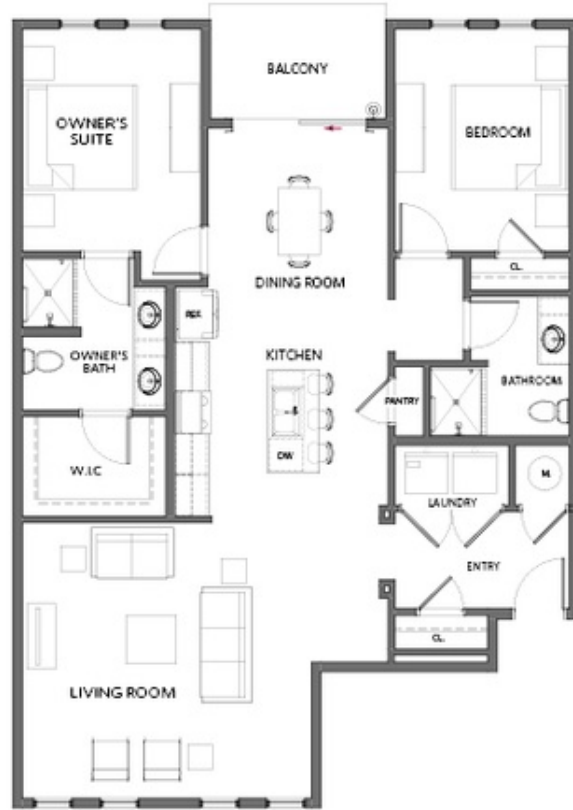 BALCONY
OWNER'S
SUITE
BEDROOM
CL.
DINING ROOM
REF.
KITCHEN
OWNER'S
BATH
BATHROOM
PANTRY
DW
W.I.C
M.
LAUNDRY
ENTRY
CL.
LIVING ROOM